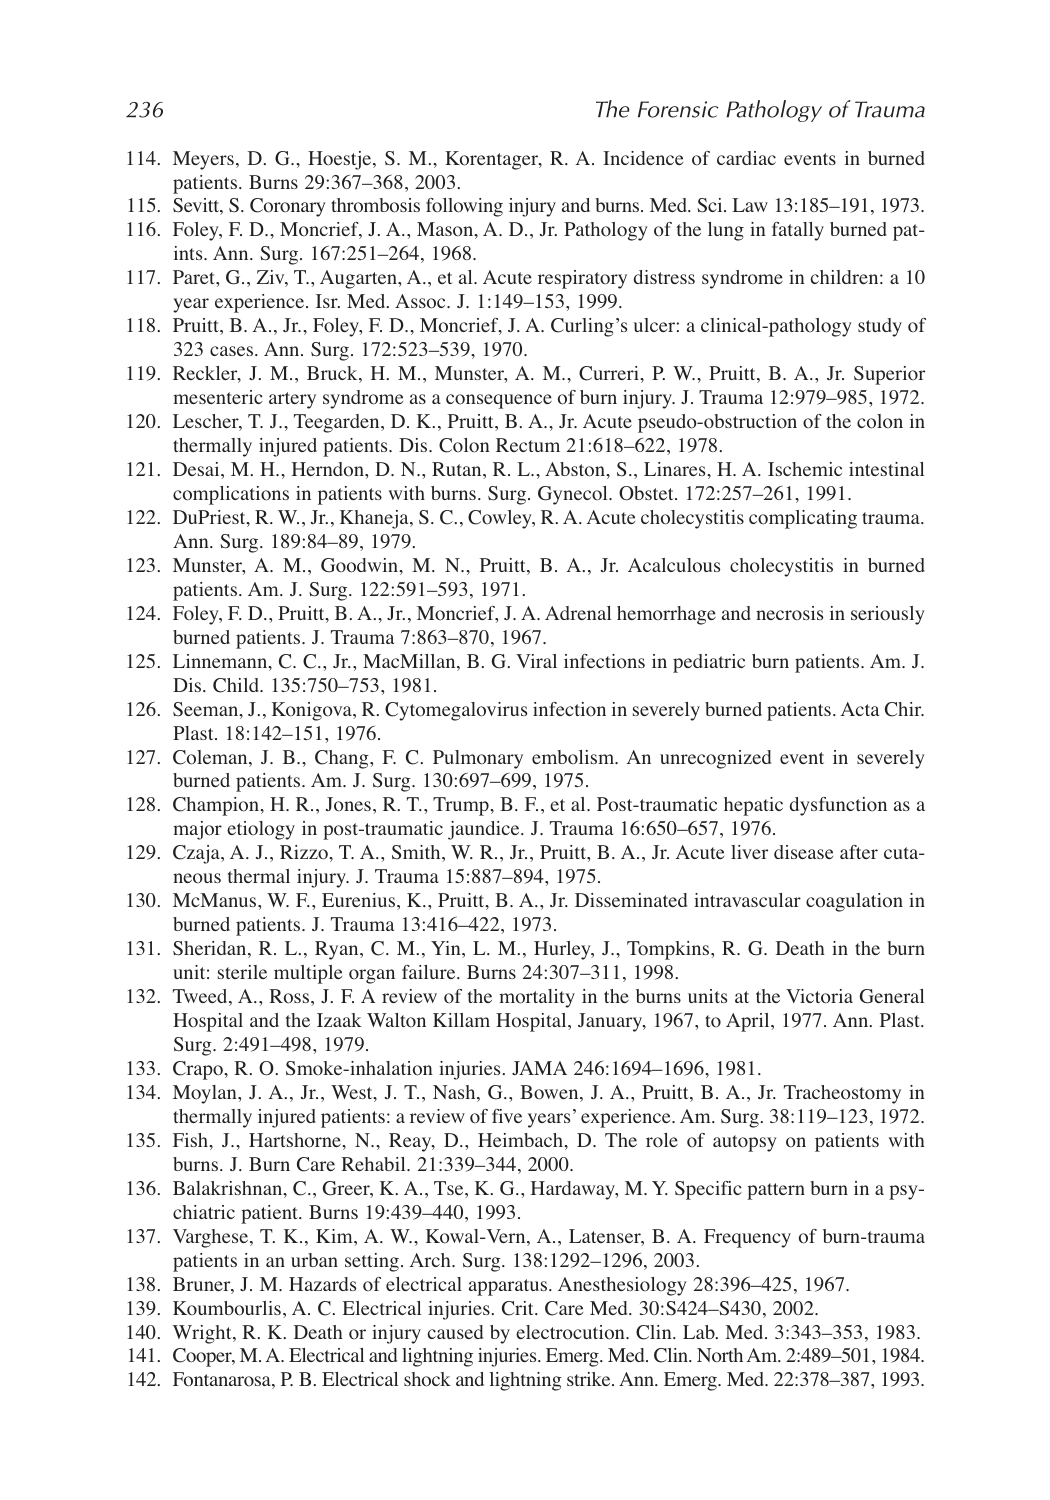 236 The Forensic Pathology of Trauma
114. Meyers, D. G., Hoestje, S. M., Korentager, R. A. Incidence of cardiac events in burned
patients. Burns 29:367–368, 2003.
115. Sevitt, S. Coronary thrombosis following injury and burns. Med. Sci. Law 13:185–191, 1973.
116. Foley, F. D., Moncrief, J. A., Mason, A. D., Jr. Pathology of the lung in fatally burned pat-
ints. Ann. Surg. 167:251–264, 1968.
117. Paret, G., Ziv, T., Augarten, A., et al. Acute respiratory distress syndrome in children: a 10
year experience. Isr. Med. Assoc. J. 1:149–153, 1999.
118. Pruitt, B. A., Jr., Foley, F. D., Moncrief, J. A. Curling’s ulcer: a clinical-pathology study of
323 cases. Ann. Surg. 172:523–539, 1970.
119. Reckler, J. M., Bruck, H. M., Munster, A. M., Curreri, P. W., Pruitt, B. A., Jr. Superior
mesenteric artery syndrome as a consequence of burn injury. J. Trauma 12:979–985, 1972.
120. Lescher, T. J., Teegarden, D. K., Pruitt, B. A., Jr. Acute pseudo-obstruction of the colon in
thermally injured patients. Dis. Colon Rectum 21:618–622, 1978.
121. Desai, M. H., Herndon, D. N., Rutan, R. L., Abston, S., Linares, H. A. Ischemic intestinal
complications in patients with burns. Surg. Gynecol. Obstet. 172:257–261, 1991.
122. DuPriest, R. W., Jr., Khaneja, S. C., Cowley, R. A. Acute cholecystitis complicating trauma.
Ann. Surg. 189:84–89, 1979.
123. Munster, A. M., Goodwin, M. N., Pruitt, B. A., Jr. Acalculous cholecystitis in burned
patients. Am. J. Surg. 122:591–593, 1971.
124. Foley, F. D., Pruitt, B. A., Jr., Moncrief, J. A. Adrenal hemorrhage and necrosis in seriously
burned patients. J. Trauma 7:863–870, 1967.
125. Linnemann, C. C., Jr., MacMillan, B. G. Viral infections in pediatric burn patients. Am. J.
Dis. Child. 135:750–753, 1981.
126. Seeman, J., Konigova, R. Cytomegalovirus infection in severely burned patients. Acta Chir.
Plast. 18:142–151, 1976.
127. Coleman, J. B., Chang, F. C. Pulmonary embolism. An unrecognized event in severely
burned patients. Am. J. Surg. 130:697–699, 1975.
128. Champion, H. R., Jones, R. T., Trump, B. F., et al. Post-traumatic hepatic dysfunction as a
major etiology in post-traumatic jaundice. J. Trauma 16:650–657, 1976.
129. Czaja, A. J., Rizzo, T. A., Smith, W. R., Jr., Pruitt, B. A., Jr. Acute liver disease after cuta-
neous thermal injury. J. Trauma 15:887–894, 1975.
130. McManus, W. F., Eurenius, K., Pruitt, B. A., Jr. Disseminated intravascular coagulation in
burned patients. J. Trauma 13:416–422, 1973.
131. Sheridan, R. L., Ryan, C. M., Yin, L. M., Hurley, J., Tompkins, R. G. Death in the burn
unit: sterile multiple organ failure. Burns 24:307–311, 1998.
132. Tweed, A., Ross, J. F. A review of the mortality in the burns units at the Victoria General
Hospital and the Izaak Walton Killam Hospital, January, 1967, to April, 1977. Ann. Plast.
Surg. 2:491–498, 1979.
133. Crapo, R. O. Smoke-inhalation injuries. JAMA 246:1694–1696, 1981.
134. Moylan, J. A., Jr., West, J. T., Nash, G., Bowen, J. A., Pruitt, B. A., Jr. Tracheostomy in
thermally injured patients: a review of five years’ experience. Am. Surg. 38:119–123, 1972.
135. Fish, J., Hartshorne, N., Reay, D., Heimbach, D. The role of autopsy on patients with
burns. J. Burn Care Rehabil. 21:339–344, 2000.
136. Balakrishnan, C., Greer, K. A., Tse, K. G., Hardaway, M. Y. Specific pattern burn in a psy-
chiatric patient. Burns 19:439–440, 1993.
137. Varghese, T. K., Kim, A. W., Kowal-Vern, A., Latenser, B. A. Frequency of burn-trauma
patients in an urban setting. Arch. Surg. 138:1292–1296, 2003.
138. Bruner, J. M. Hazards of electrical apparatus. Anesthesiology 28:396–425, 1967.
139. Koumbourlis, A. C. Electrical injuries. Crit. Care Med. 30:S424–S430, 2002.
140. Wright, R. K. Death or injury caused by electrocution. Clin. Lab. Med. 3:343–353, 1983.
141. Cooper, M. A. Electrical and lightning injuries. Emerg. Med. Clin. North Am. 2:489–501, 1984.
142. Fontanarosa, P. B. Electrical shock and lightning strike. Ann. Emerg. Med. 22:378–387, 1993.